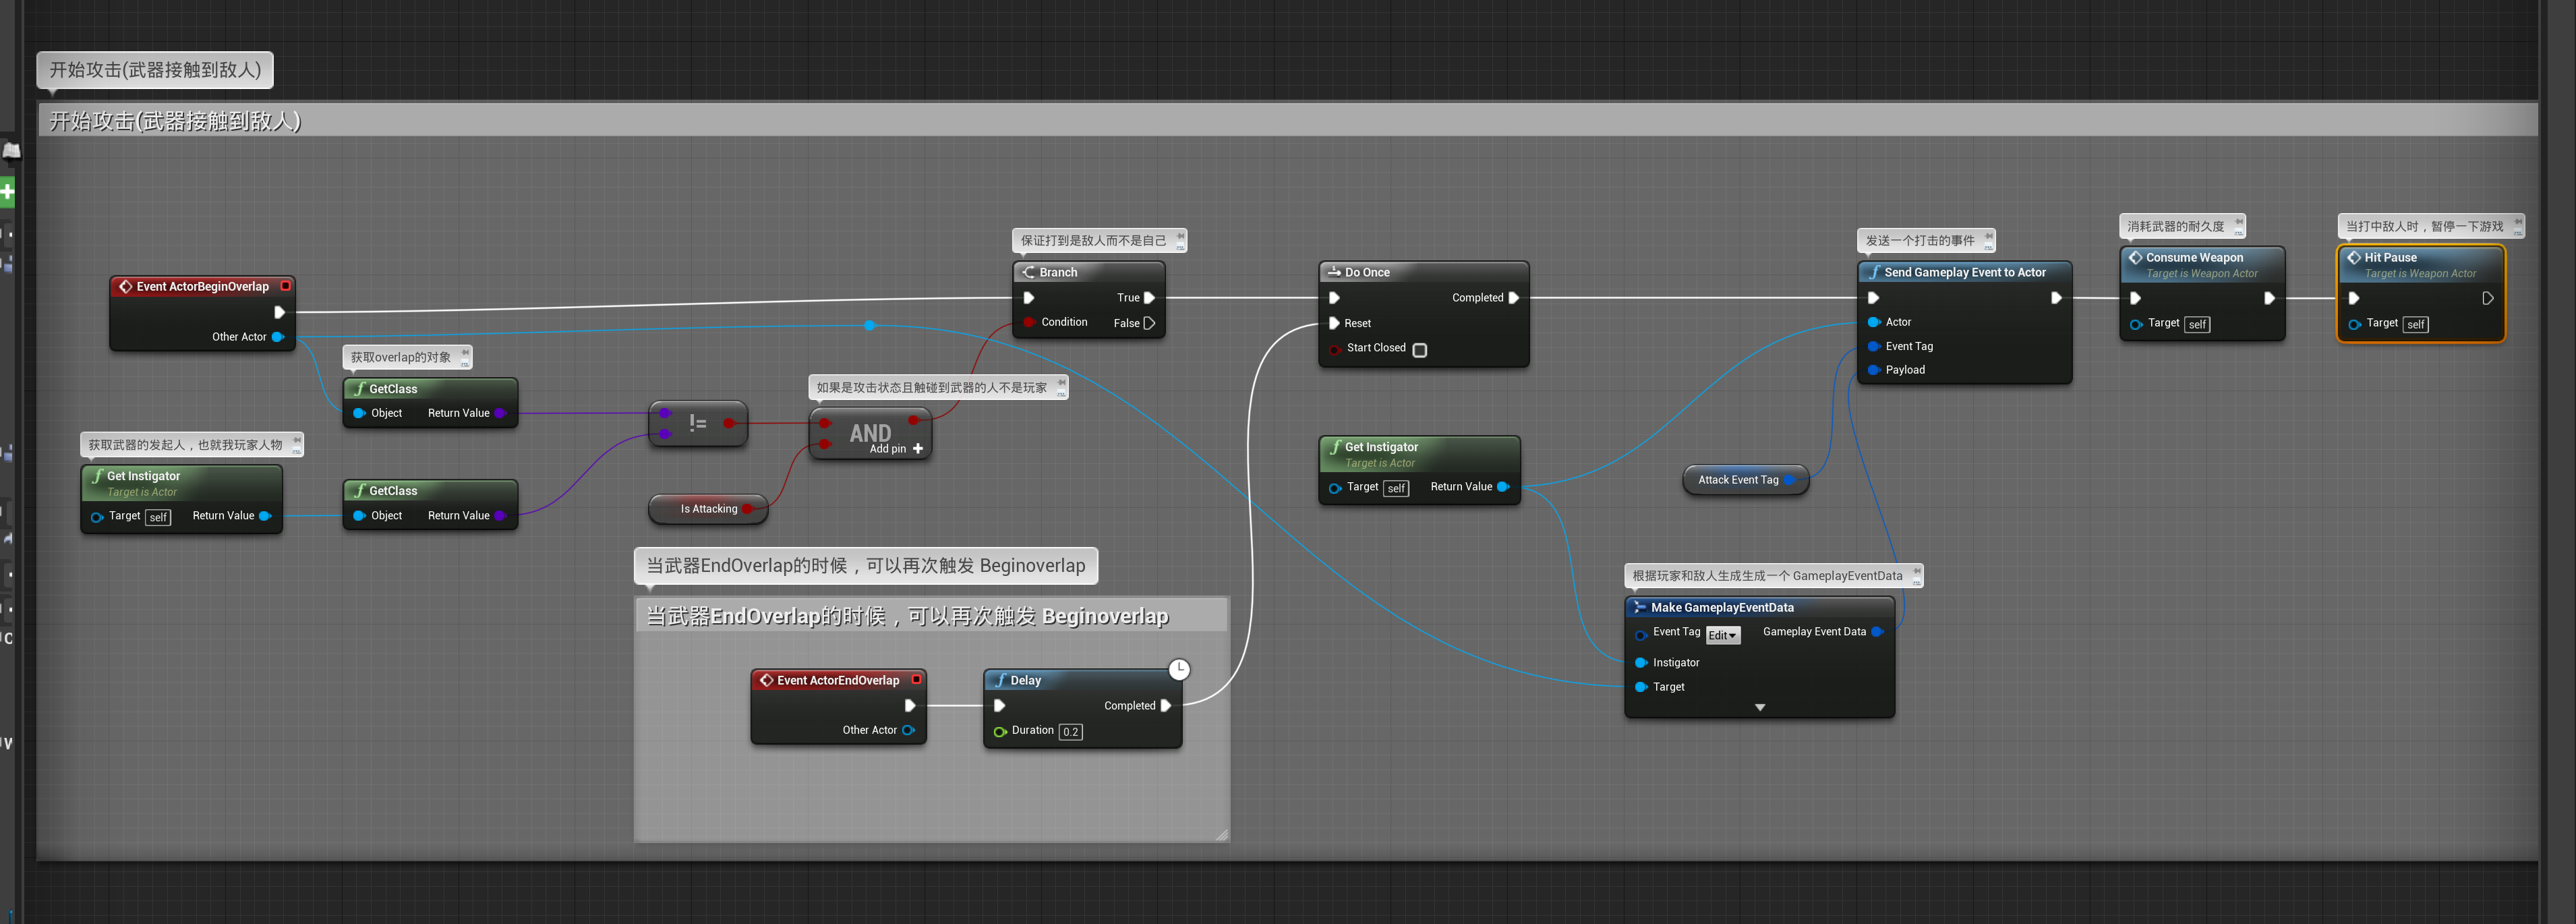 开始攻击(武器接触到敌人)
开始攻击(武器接触到敌人)
Event ActorBeginOverlap
Other Actor
获取overlap的对象
GetClass
Object
Return Value
获取武器的发起人，也就我玩家人物
Get Instigator
Target is Actor
Target
self
Return Value
GetClass
Object
Return Value
!=
如果是攻击状态且触碰到武器的人不是玩家
AND
Add pin
Is Attacking
保证打到是敌人而不是自己
Branch
True
Condition
False
当武器EndOverlap的时候，可以再次触发 Beginoverlap
当武器EndOverlap的时候，可以再次触发 Beginoverlap
Event ActorEndOverlap
Other Actor
Delay
Completed
Duration
0.2
Do Once
Completed
Reset
Start Closed
Get Instigator
Target is Actor
Target
self
Return Value
Attack Event Tag
根据玩家和敌人生成生成一个 GameplayEventData
Make GameplayEventData
Event Tag
Edit
Gameplay Event Data
Instigator
Target
发送一个打击的事件
Send Gameplay Event to Actor
Actor
Event Tag
Payload
消耗武器的耐久度
Consume Weapon
Target is Weapon Actor
Target
self
当打中敌人时，暂停一下游戏
Hit Pause
Target is Weapon Actor
Target
self